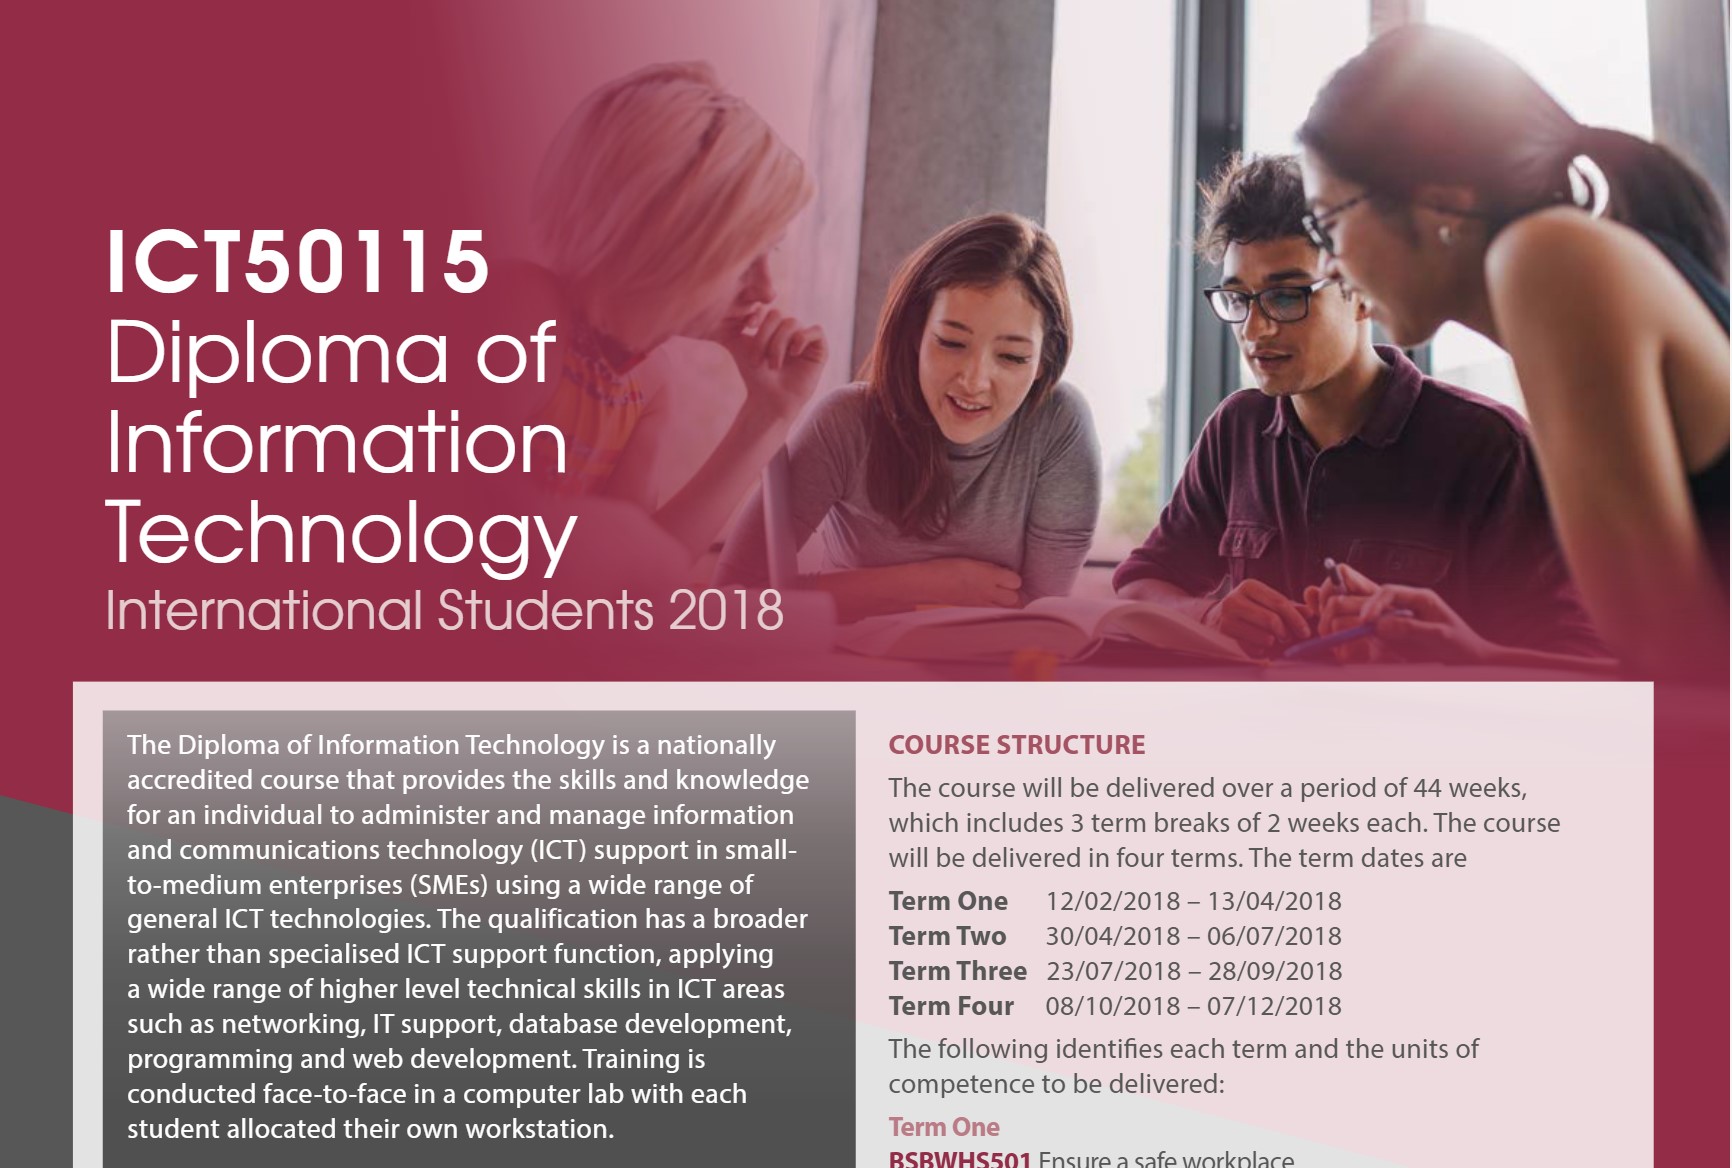 ICT50115
Diploma of
Information
Technology
International Students 2018
The Diploma of Information Technology is a nationally
accredited course that provides the skills and knowledge
for an individual to administer and manage information
and communications technology (ICT) support in small-
to-medium enterprises (SMEs) using a wide range of
general ICT technologies. The qualification has a broader
rather than specialised ICT support function, applying
a wide range of higher level technical skills in ICT areas
such as networking, IT support, database development,
programming and web development. Training is
conducted face-to-face in a computer lab with each
student allocated their own workstation.
COURSE STRUCTURE
The course will be delivered over a period of 44 weeks,
which includes 3 term breaks of 2 weeks each. The course
will be delivered in four terms. The term dates are
Term One 12/02/2018 – 13/04/2018
Term Two 30/04/2018 – 06/07/2018
Term Three 23/07/2018 – 28/09/2018
Term Four 08/10/2018 – 07/12/2018
The following identifies each term and the units of
competence to be delivered:
Term One
BSBWHS501 Ensure a safe workplace